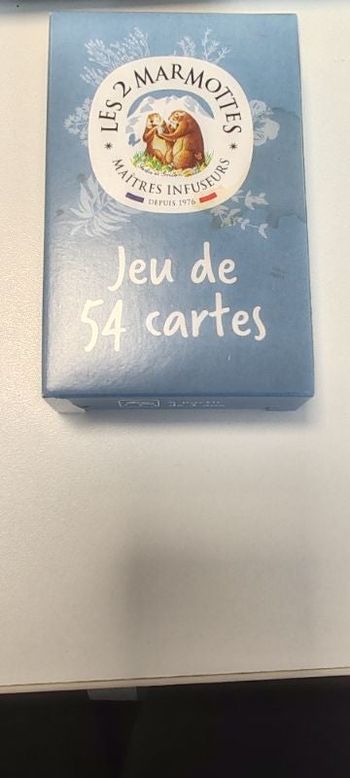 LES 2 MARMOTTES
MAÎTRES INFUSEURS
DEPUIS 1976
Jeu de
54 cartes